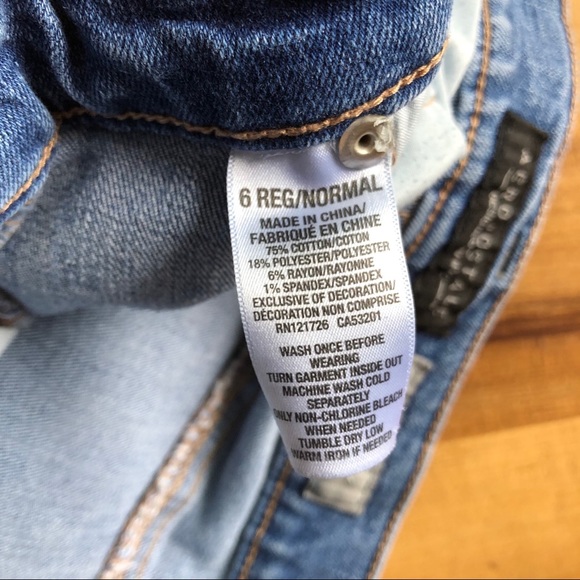 6 REG/NORMAL
MADE IN CHINA/
FABRIQUÉ EN CHINE
75% COTTON/COTON
18% POLYESTER/POLYESTER
6% RAYON/RAYONNE
1% SPANDEX/SPANDEX
EXCLUSIVE OF DECORATION/
DÉCORATION NON COMPRISE
RN121726 CA53201
WASH ONCE BEFORE
WEARING
TURN GARMENT INSIDE OUT
MACHINE WASH COLD
SEPARATELY
ONLY NON-CHLORINE BLEACH
WHEN NEEDED
TUMBLE DRY LOW
WARM IRON IF NEEDED